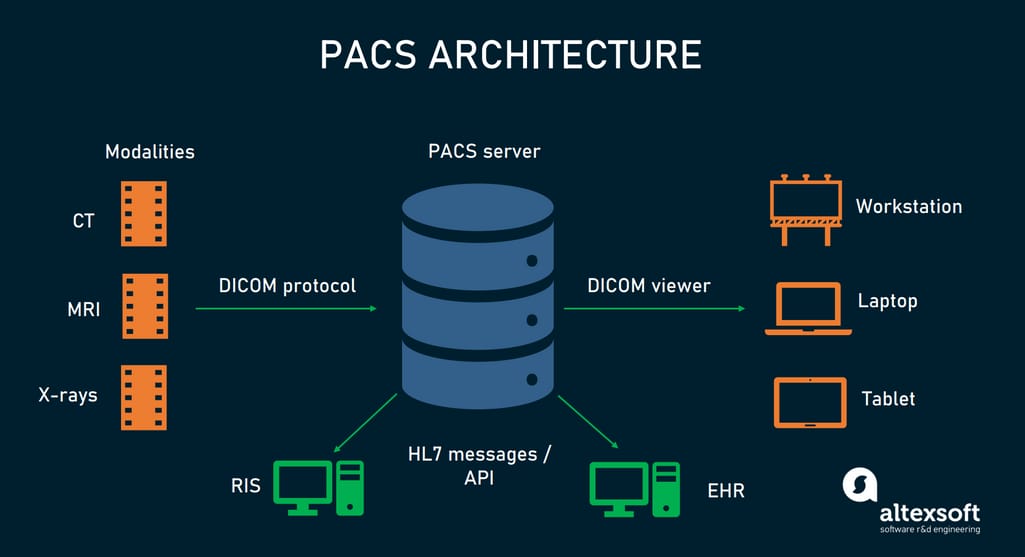 PACS ARCHITECTURE
Modalities
CT
MRI
X-rays
DICOM protocol
PACS server
DICOM viewer
Workstation
Laptop
Tablet
RIS
HL7 messages /
API
EHR
altexsoft
software r&d engineering